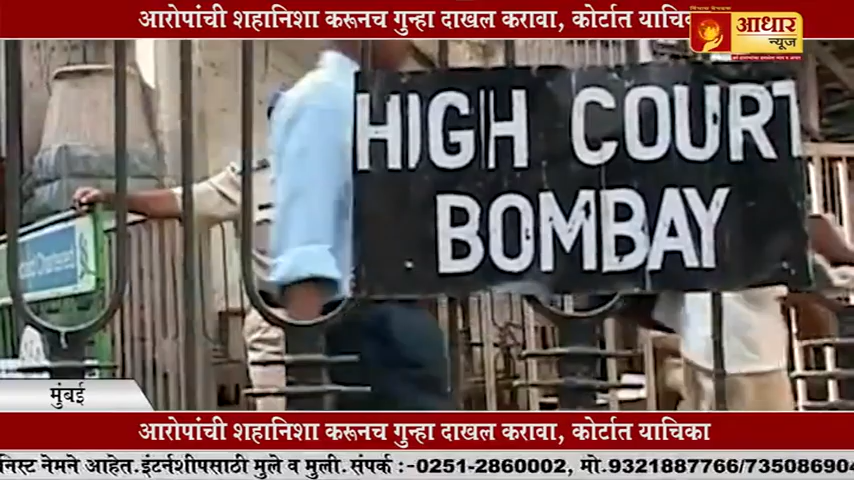 आरोपांची शहानिशा करूनच गुन्हा दाखल करावा, कोर्टात
आधार
न्यूज
HIGH COURT
BOMBAY
मुंबई
आरोपांची शहानिशा करूनच गुन्हा दाखल करावा, कोर्टात याचिका
नेमने आहेत.इंटर्नशीपसाठी मुले व मुली. संपर्क :-0251-2860002, मो.9321887766/735086904